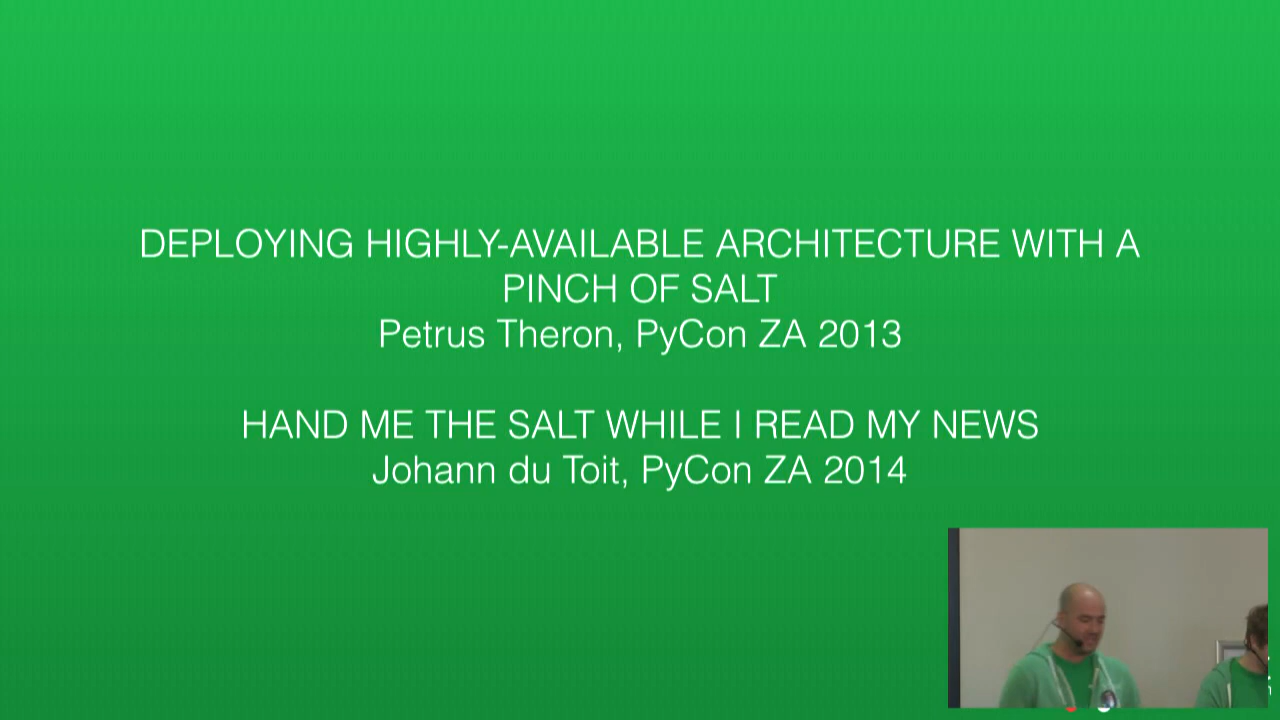 DEPLOYING HIGHLY-AVAILABLE ARCHITECTURE WITH A
PINCH OF SALT
Petrus Theron, PyCon ZA 2013
HAND ME THE SALT WHILE I READ MY NEWS
Johann du Toit, PyCon ZA 2014